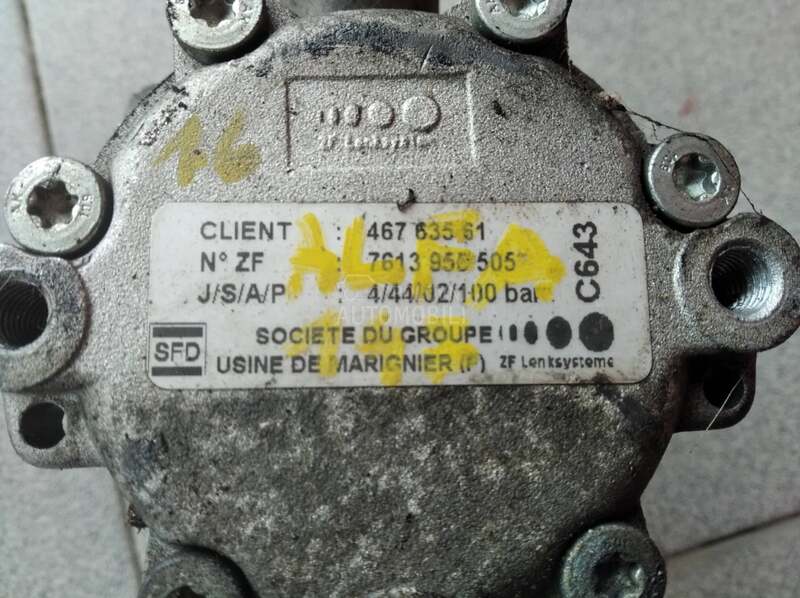 ZF Lenksysteme
16
CLIENT : 467 635 61
N° ZF : 7613 955 505
J/S/A/P : 4/44/02/100 bar
C643
ALFA
AUTOMOBILI
SFD
SOCIETE DU GROUPE
USINE DE MARIGNIER (F) ZF Lenksysteme